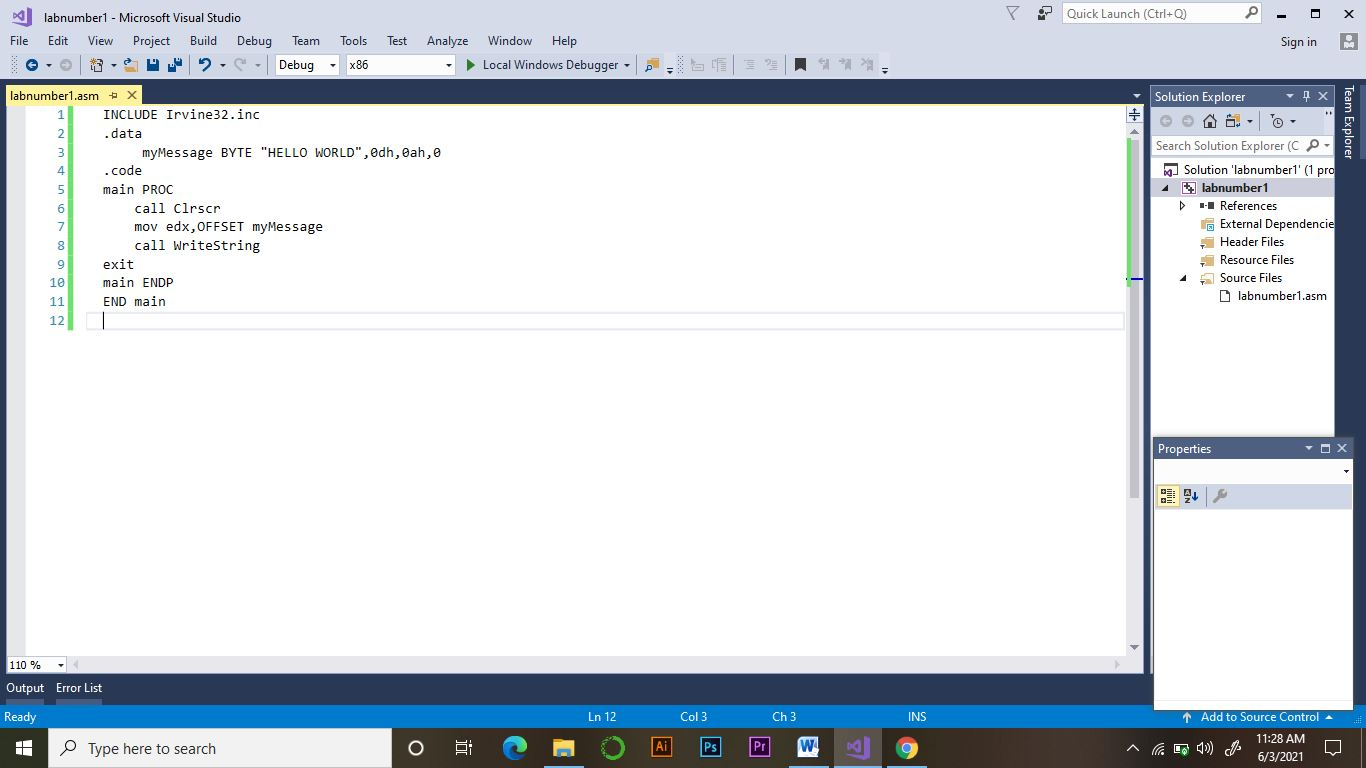 labnumber1 - Microsoft Visual Studio
Quick Launch (Ctrl+Q)
File Edit View Project Build Debug Team Tools Test Analyze Window Help
Sign in
Debug x86 Local Windows Debugger
labnumber1.asm
1 INCLUDE Irvine32.inc
2 .data
3 myMessage BYTE "HELLO WORLD",0dh,0ah,0
4 .code
5 main PROC
6 call Clrscr
7 mov edx,OFFSET myMessage
8 call WriteString
9 exit
10 main ENDP
11 END main
12
Solution Explorer
Search Solution Explorer (C
Solution 'labnumber1' (1 pro
labnumber1
References
External Dependencie
Header Files
Resource Files
Source Files
labnumber1.asm
Team Explorer
Properties
110 %
Output Error List
Ready Ln 12 Col 3 Ch 3 INS Add to Source Control
Type here to search
Ai Ps Pr W
11:28 AM
6/3/2021